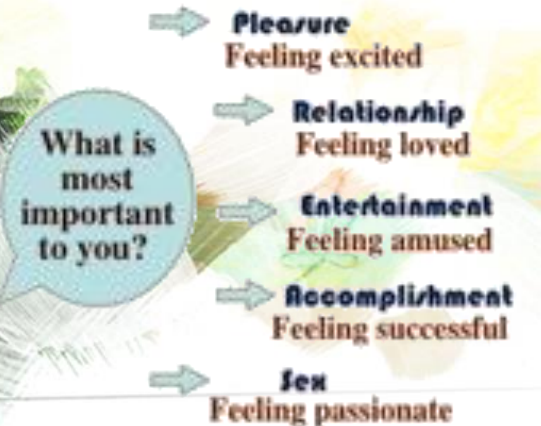 What is
most
important
to you?
Pleasure
Feeling excited
Relationship
Feeling loved
Entertainment
Feeling amused
Accomplishment
Feeling successful
Sex
Feeling passionate